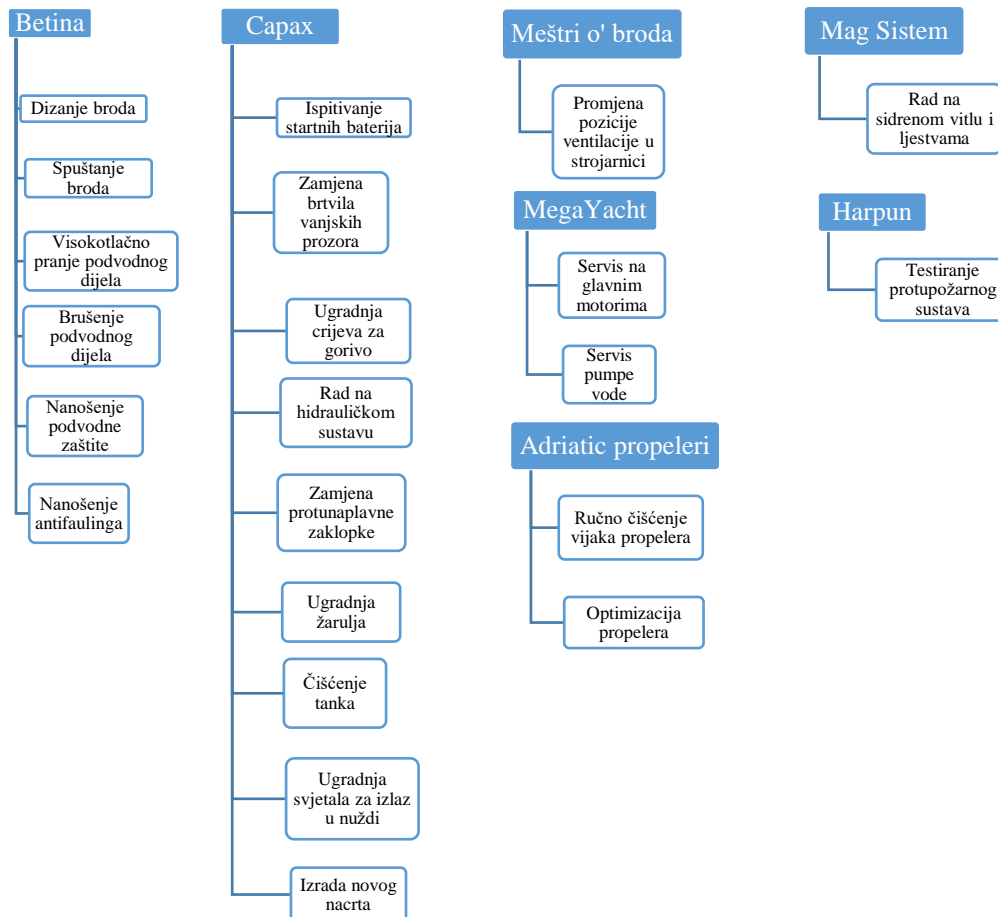 Betina
Dizanje broda
Spuštanje
broda
Visokotlačno
pranje podvodnog
dijela
Brušenje
podvodnog
dijela
Nanošenje
podvodne
zaštite
Nanošenje
antifaulinga
Capax
Ispitivanje
startnih baterija
Zamjena
brtvila
vanjskih
prozora
Ugradnja
crijeva za
gorivo
Rad na
hidrauličkom
sustavu
Zamjena
protunaplavne
zaklopke
Ugradnja
žarulja
Čišćenje
tanka
Ugradnja
svjetala za izlaz
u nuždi
Izrada novog
nacrta
Meštri o' broda
Promjena
pozicije
ventilacije u
strojarnici
MegaYacht
Servis na
glavnim
motorima
Servis
pumpe
vode
Adriatic propeleri
Ručno čišćenje
vijaka propelera
Optimizacija
propelera
Mag Sistem
Rad na
sidrenom vitlu i
ljestvama
Harpun
Testiranje
protupožarnog
sustava